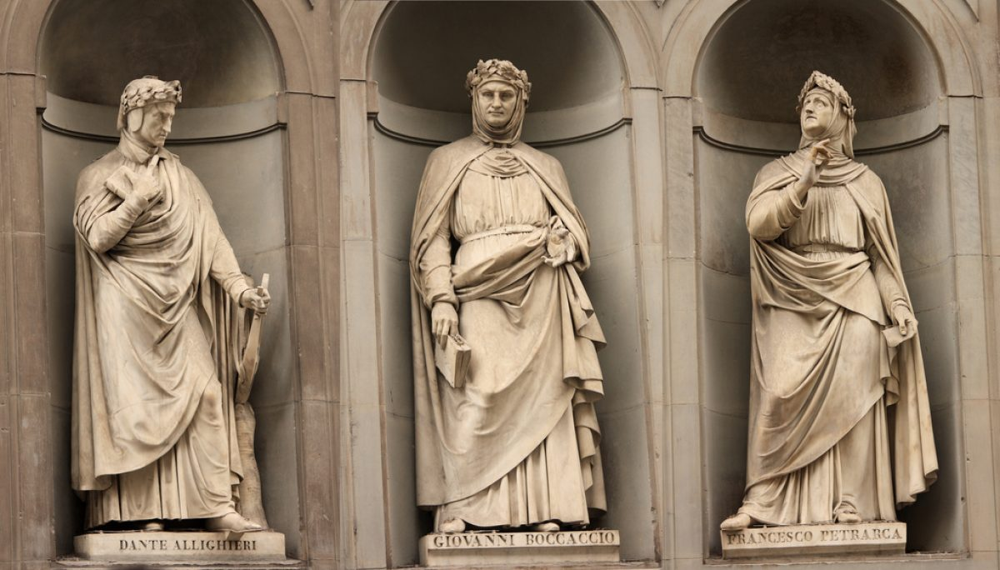 DANTE ALLIGHIERI
GIOVANNI BOCCACCIO
FRANCESCO PETRARCA